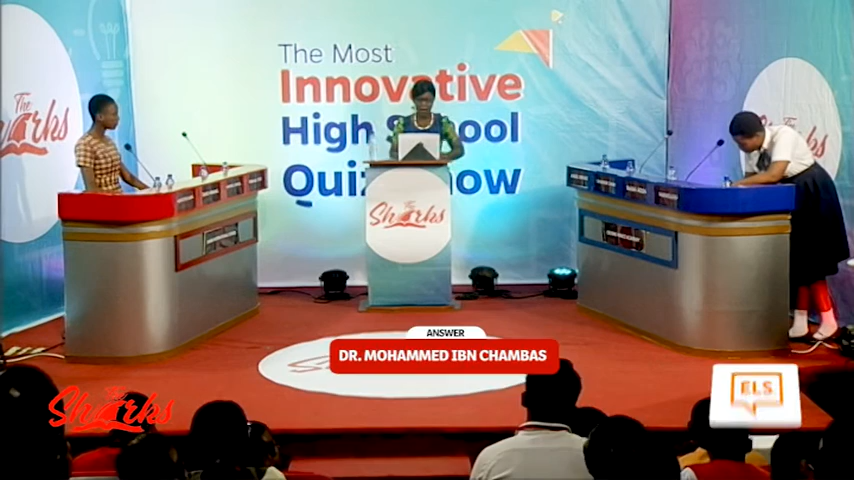 The Most
Innovative
High School
Quiz Show
The
Sharks
The
Sharks
The
Sharks
ANSWER
DR. MOHAMMED IBN CHAMBAS
The
Sharks
ELS